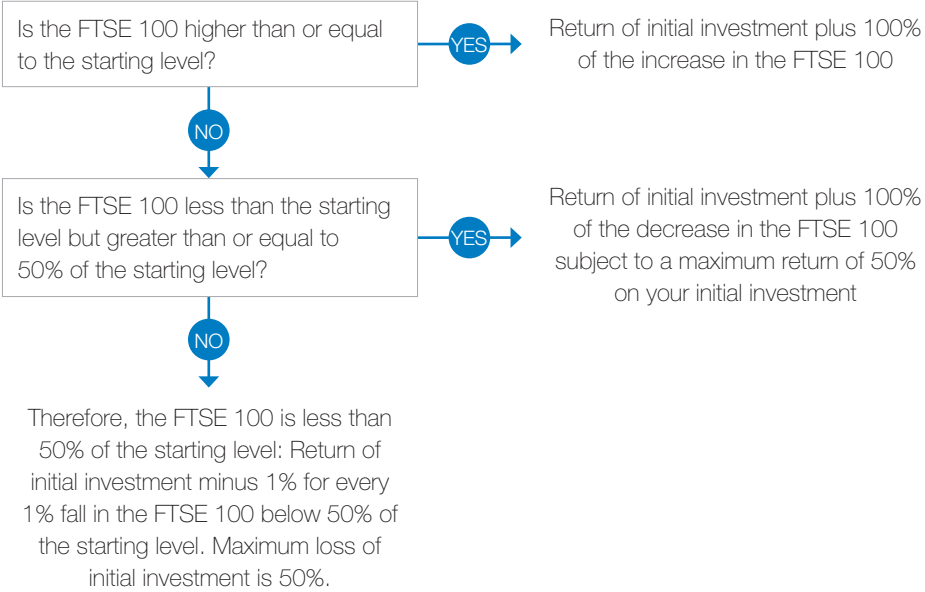 Is the FTSE 100 higher than or equal
to the starting level?
YES
Return of initial investment plus 100%
of the increase in the FTSE 100
NO
Is the FTSE 100 less than the starting
level but greater than or equal to
50% of the starting level?
YES
Return of initial investment plus 100%
of the decrease in the FTSE 100
subject to a maximum return of 50%
on your initial investment
NO
Therefore, the FTSE 100 is less than
50% of the starting level: Return of
initial investment minus 1% for every
1% fall in the FTSE 100 below 50% of
the starting level. Maximum loss of
initial investment is 50%.